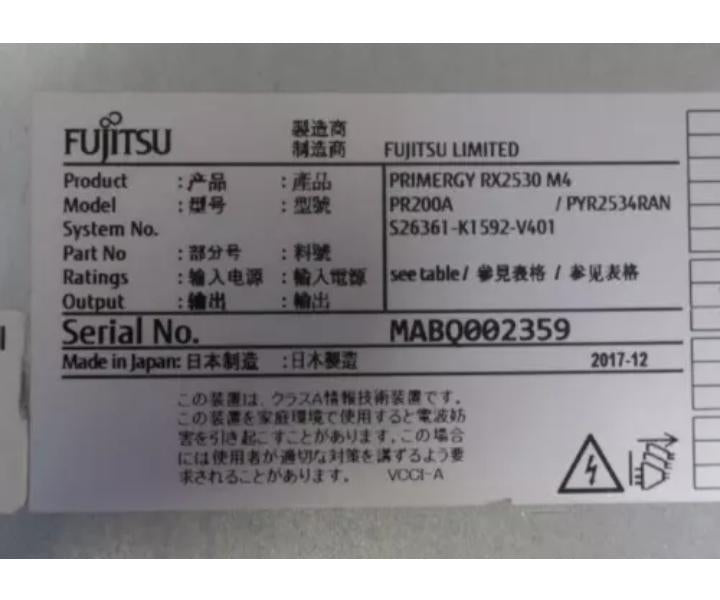 FUJITSU 製造商
制造商 FUJITSU LIMITED
Product :产品 :產品 PRIMERGY RX2530 M4
Model :型号 :型號 PR200A / PYR2534RAN
System No. S26361-K1592-V401
Part No :部分号 :料號
Ratings :输入电源 :輸入電源 see table / 參見表格 / 参见表格
Output :输出 :輸出
Serial No. MABQ002359
Made in Japan: 日本制造 :日本製造 2017-12
この装置は、クラスA情報技術装置です。
この装置を家庭環境で使用すると電波妨
害を引き起こすことがあります。この場合
には使用者が適切な対策を講ずるよう要
求されることがあります。 VCCI-A